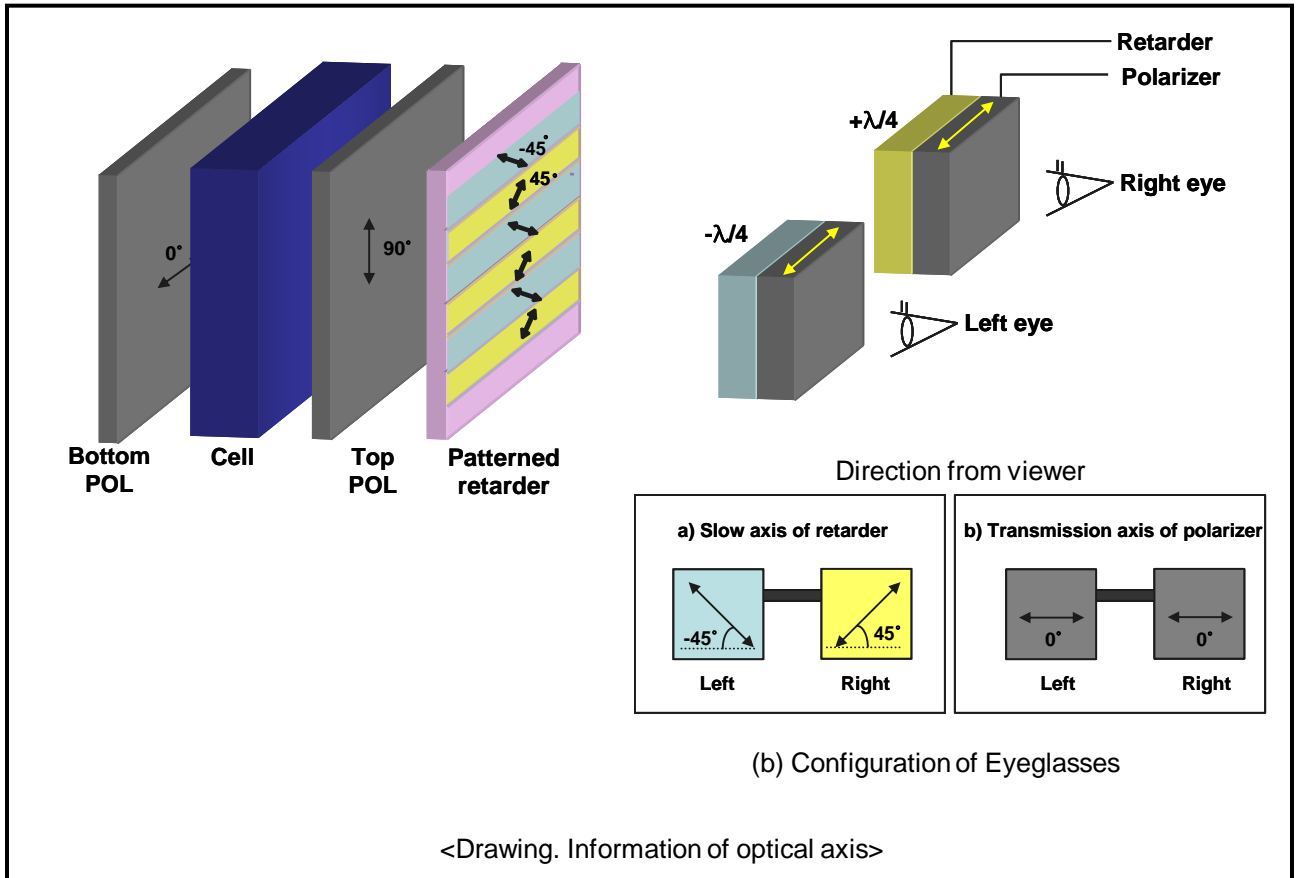 Retarder
Polarizer
+λ/4
Right eye
-λ/4
Left eye
-45°
45°
0°
90°
Bottom
POL
Cell
Top
POL
Patterned
retarder
Direction from viewer
a) Slow axis of retarder
-45°
45°
Left
Right
b) Transmission axis of polarizer
0°
0°
Left
Right
(b) Configuration of Eyeglasses
<Drawing. Information of optical axis>